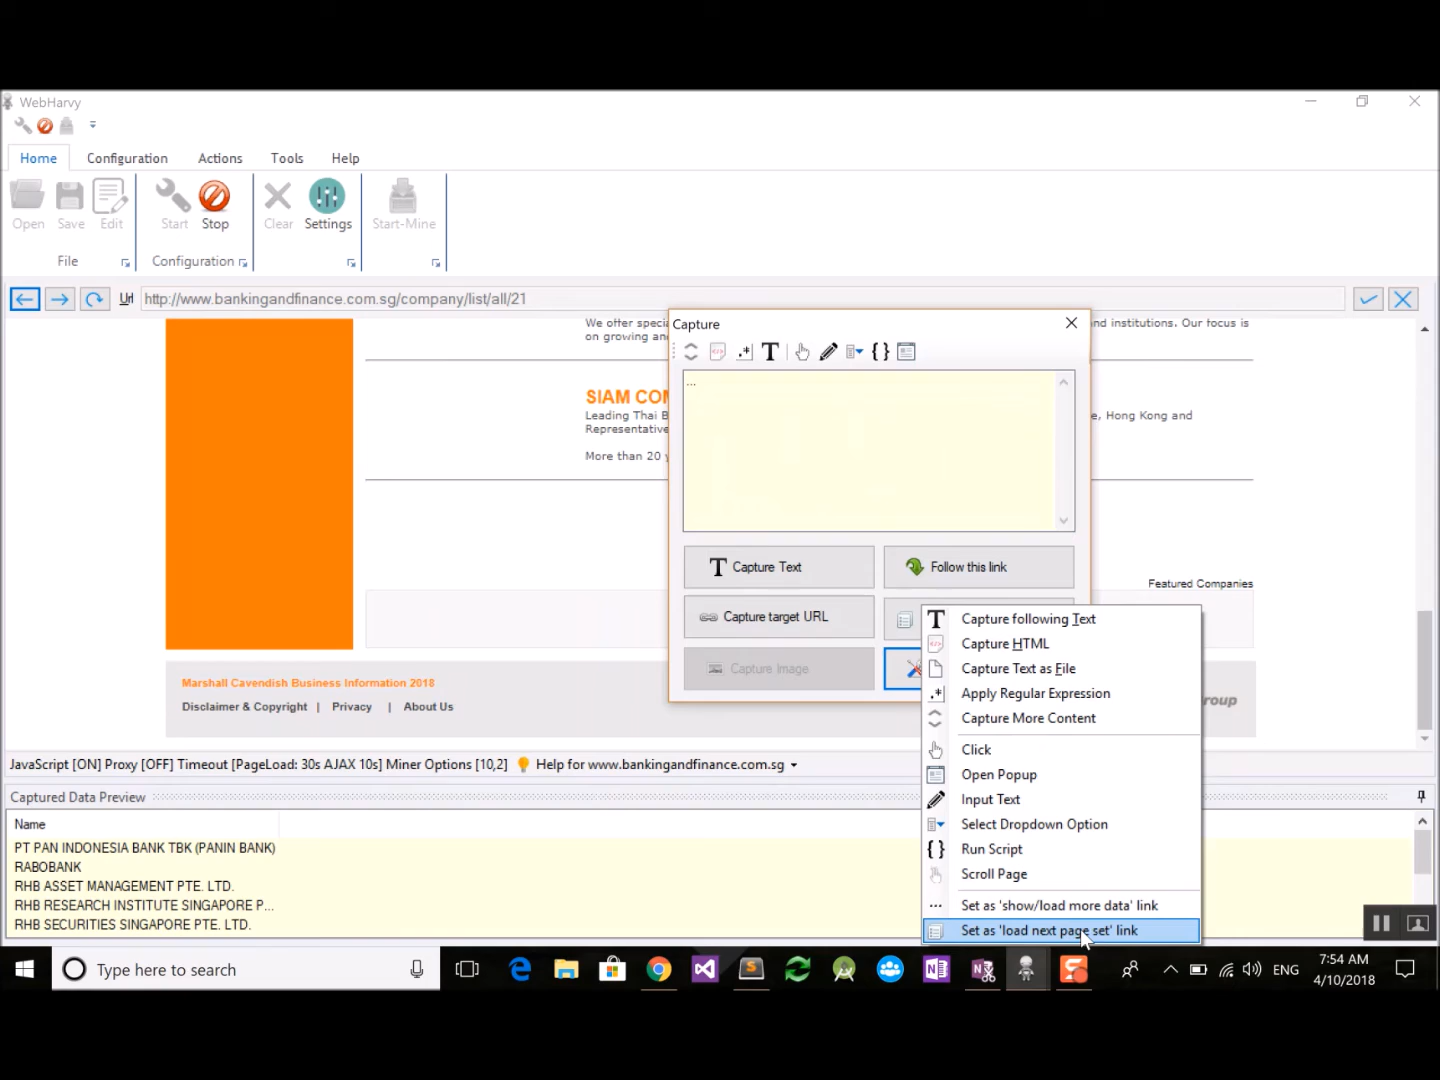 WebHarvy
Home Configuration Actions Tools Help
Open Save Edit Start Stop Clear Settings Start-Mine
File Configuration
Url http://www.bankingandfinance.com.sg/company/list/all/21
We offer speci
and institutions. Our focus is
on growing an
Capture
.* T { }
...
SIAM COM
Leading Thai B
e, Hong Kong and
Representative
More than 20 y
T Capture Text
Follow this link
Capture target URL
Capture Image
Featured Companies
Marshall Cavendish Business Information 2018
Disclaimer & Copyright | Privacy | About Us
roup
T Capture following Text
Capture HTML
Capture Text as File
.* Apply Regular Expression
Capture More Content
Click
Open Popup
Input Text
Select Dropdown Option
{ } Run Script
Scroll Page
... Set as 'show/load more data' link
Set as 'load next page set' link
JavaScript [ON] Proxy [OFF] Timeout [PageLoad: 30s AJAX 10s] Miner Options [10,2] Help for www.bankingandfinance.com.sg
Captured Data Preview
Name
PT PAN INDONESIA BANK TBK (PANIN BANK)
RABOBANK
RHB ASSET MANAGEMENT PTE. LTD.
RHB RESEARCH INSTITUTE SINGAPORE P...
RHB SECURITIES SINGAPORE PTE. LTD.
Type here to search
ENG
7:54 AM
4/10/2018